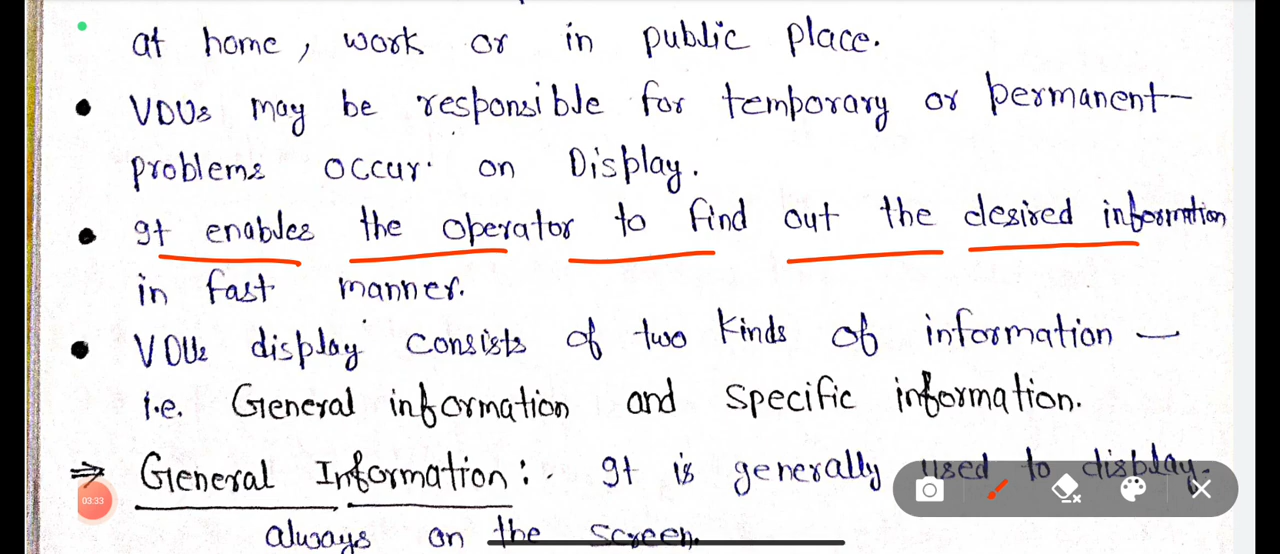 at home, work or in public place.
• VDUs may be responsible for temporary or permanent-
problems occur. on Display.
• It enables the operator to find out the desired information
in fast manner.
• VDUs display consists of two kinds of information —
i.e. General information and specific information.
⇒ General Information: It is generally used to display.
always on the screen.
03:33